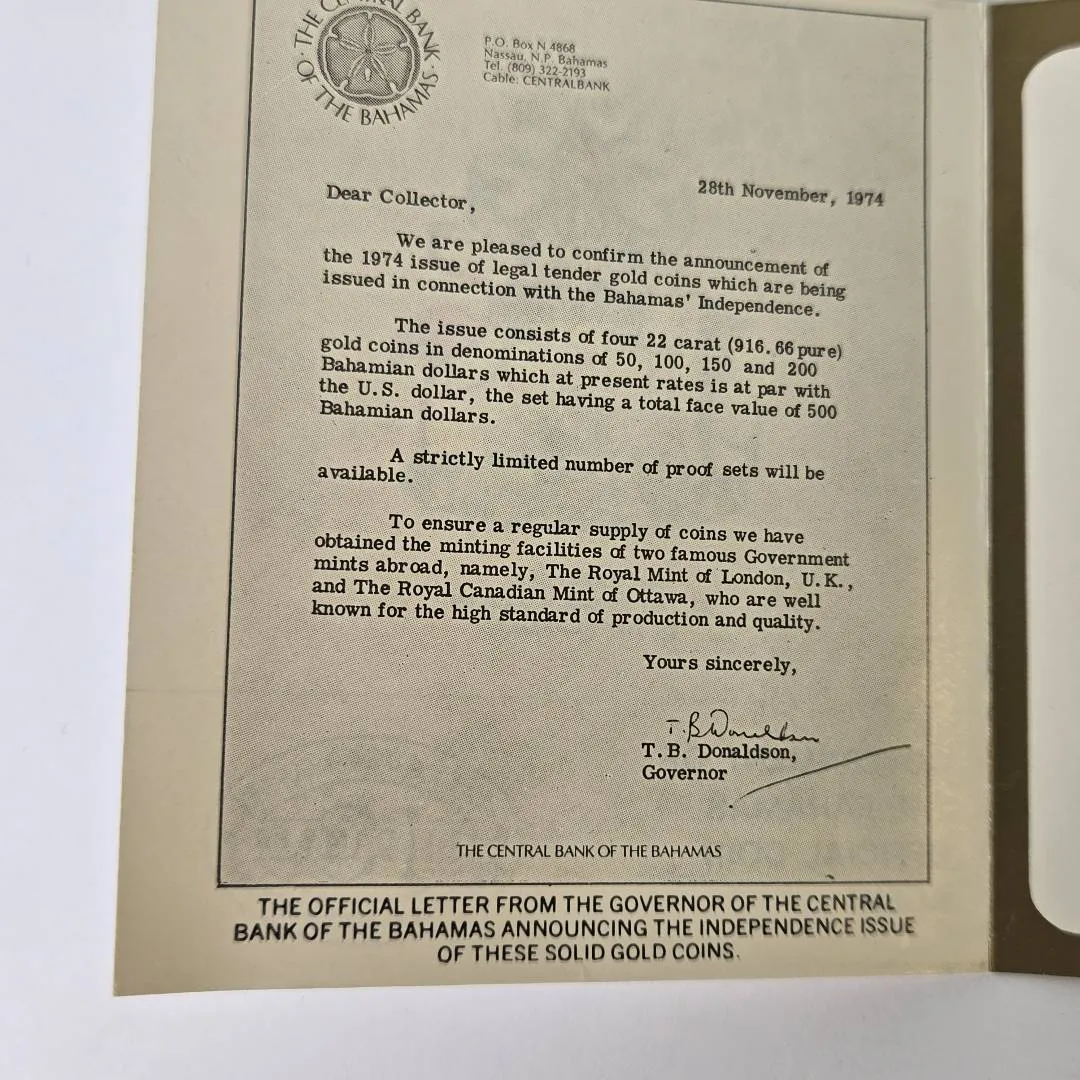 THE CENTRAL BANK OF THE BAHAMAS
P.O. Box N 4868
Nassau, N.P. Bahamas
Tel. (809) 322-2193
Cable: CENTRALBANK
28th November, 1974
Dear Collector,
We are pleased to confirm the announcement of
the 1974 issue of legal tender gold coins which are being
issued in connection with the Bahamas' Independence.
The issue consists of four 22 carat (916.66 pure)
gold coins in denominations of 50, 100, 150 and 200
Bahamian dollars which at present rates is at par with
the U.S. dollar, the set having a total face value of 500
Bahamian dollars.
A strictly limited number of proof sets will be
available.
To ensure a regular supply of coins we have
obtained the minting facilities of two famous Government
mints abroad, namely, The Royal Mint of London, U.K.,
and The Royal Canadian Mint of Ottawa, who are well
known for the high standard of production and quality.
Yours sincerely,
T.B. Donaldson
T.B. Donaldson,
Governor
THE CENTRAL BANK OF THE BAHAMAS
THE OFFICIAL LETTER FROM THE GOVERNOR OF THE CENTRAL
BANK OF THE BAHAMAS ANNOUNCING THE INDEPENDENCE ISSUE
OF THESE SOLID GOLD COINS.